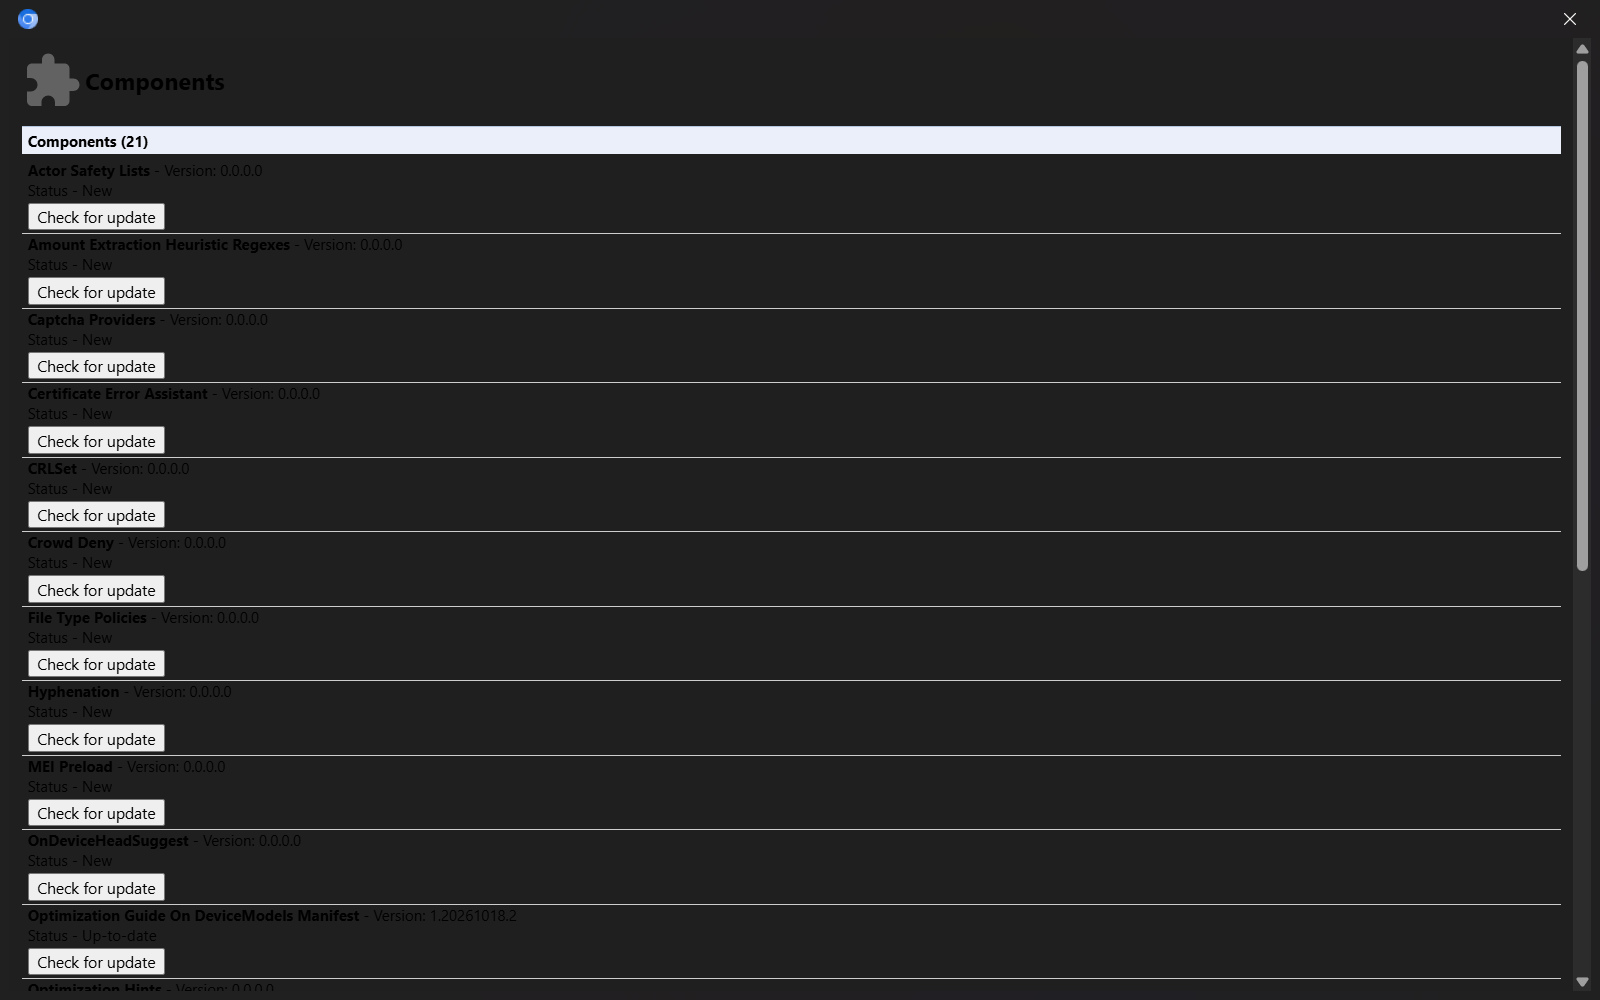 Components
Components (21)
Actor Safety Lists - Version: 0.0.0.0
Status - New
Check for update
Amount Extraction Heuristic Regexes - Version: 0.0.0.0
Status - New
Check for update
Captcha Providers - Version: 0.0.0.0
Status - New
Check for update
Certificate Error Assistant - Version: 0.0.0.0
Status - New
Check for update
CRLSet - Version: 0.0.0.0
Status - New
Check for update
Crowd Deny - Version: 0.0.0.0
Status - New
Check for update
File Type Policies - Version: 0.0.0.0
Status - New
Check for update
Hyphenation - Version: 0.0.0.0
Status - New
Check for update
MEI Preload - Version: 0.0.0.0
Status - New
Check for update
OnDeviceHeadSuggest - Version: 0.0.0.0
Status - New
Check for update
Optimization Guide On DeviceModels Manifest - Version: 1.20261018.2
Status - Up-to-date
Check for update
Optimization Hints - Version: 0.0.0.0